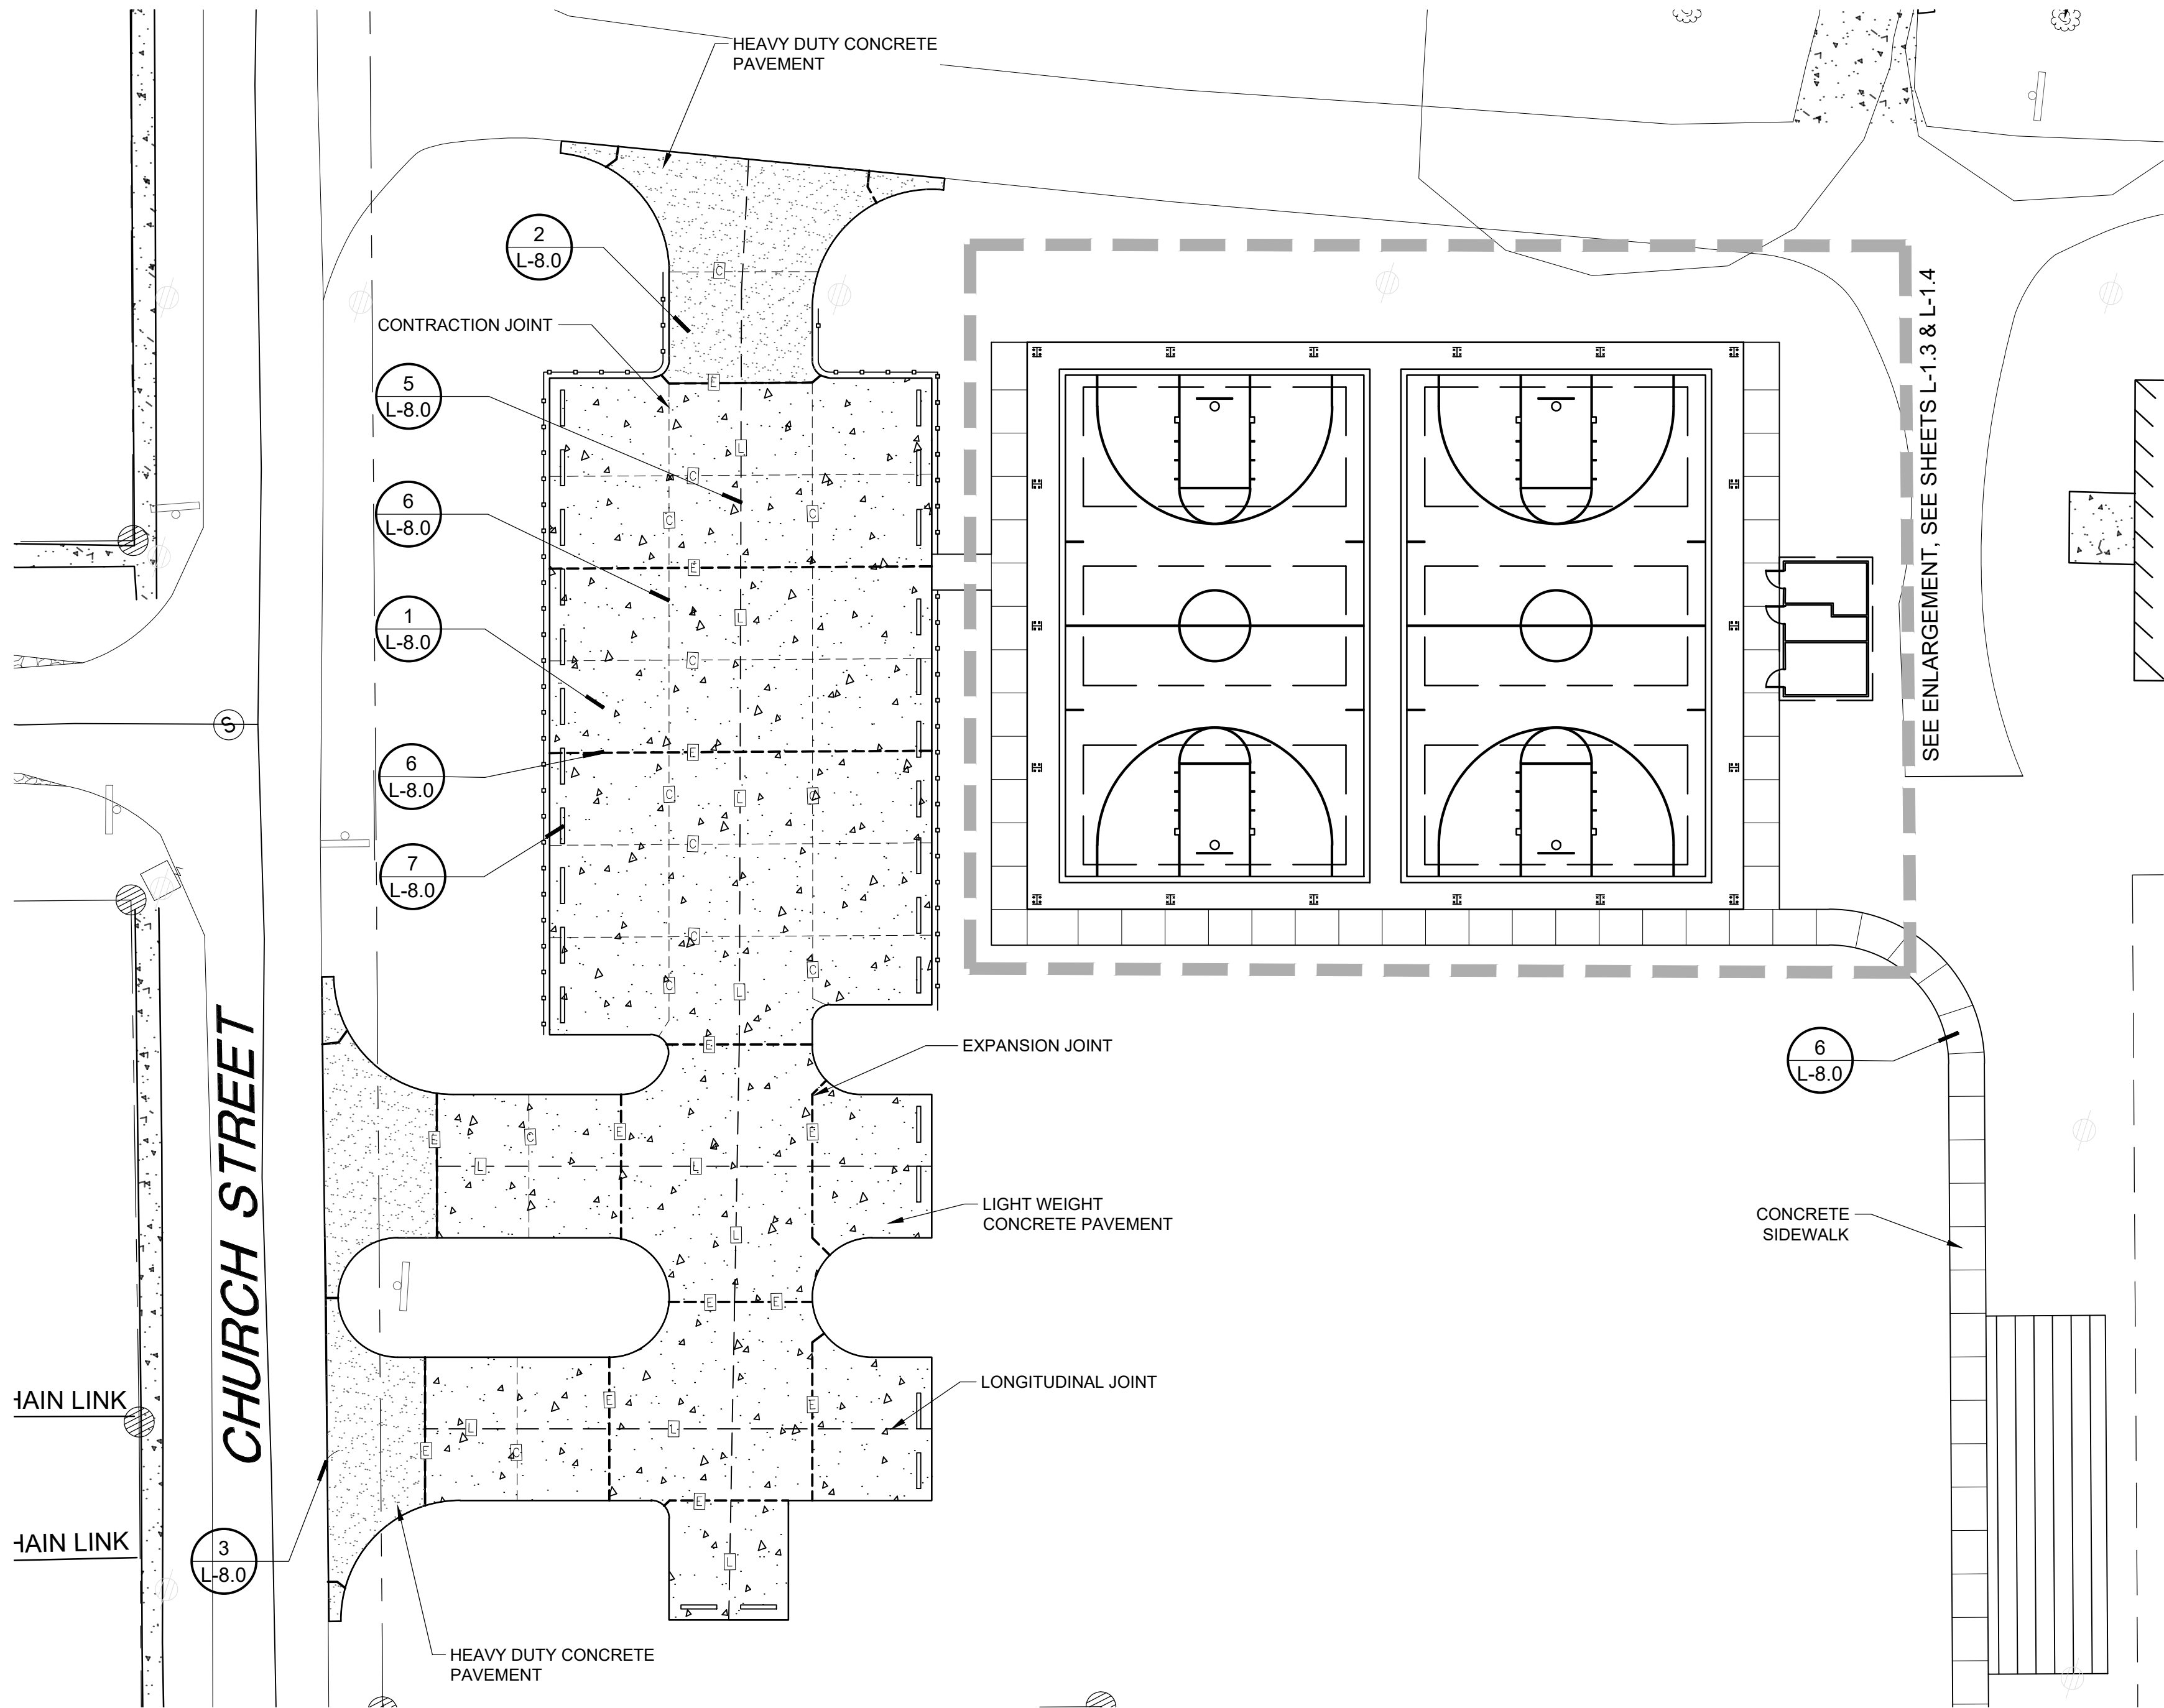 HEAVY DUTY CONCRETE
PAVEMENT
2
L-8.0
C
CONTRACTION JOINT
SEE ENLARGEMENT, SEE SHEETS L-1.3 & L-1.4
5
L-8.0
E
L
C
6
L-8.0
C
C
E
1
L-8.0
L
C
S
6
L-8.0
E
C
L
C
7
L-8.0
C
C
C
C
L
E
EXPANSION JOINT
6
L-8.0
CHURCH STREET
E
C
E
E
L
L
LIGHT WEIGHT
CONCRETE PAVEMENT
CONCRETE
SIDEWALK
L
E
E
LONGITUDINAL JOINT
HAIN LINK
E
E
L
L
E
C
E
HAIN LINK
3
L-8.0
L
HEAVY DUTY CONCRETE
PAVEMENT